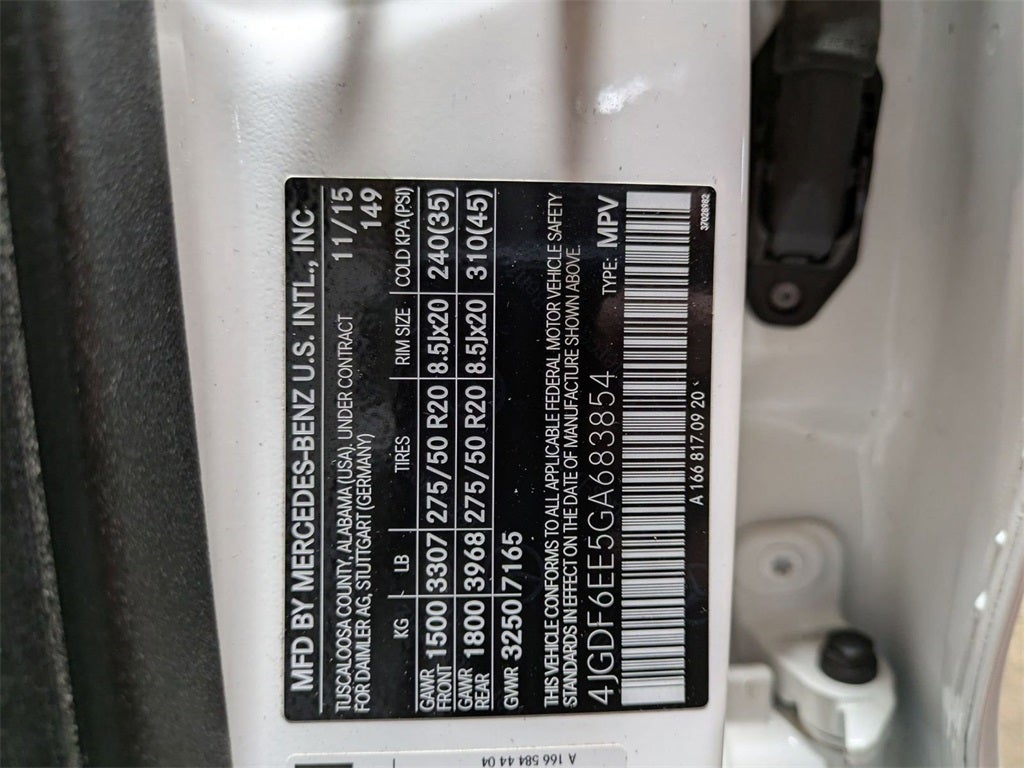 MFD BY MERCEDES-BENZ U.S. INTL., INC
TUSCALOOSA COUNTY, ALABAMA (USA), UNDER CONTRACT 11/15
FOR DAIMLER AG, STUTTGART (GERMANY) 149
KG LB TIRES RIM SIZE COLD KPA(PSI)
GAWR FRONT 1500 3307 275/50 R20 8.5Jx20 240(35)
GAWR REAR 1800 3968 275/50 R20 8.5Jx20 310(45)
GVWR 3250 7165
THIS VEHICLE CONFORMS TO ALL APPLICABLE FEDERAL MOTOR VEHICLE SAFETY
STANDARDS IN EFFECT ON THE DATE OF MANUFACTURE SHOWN ABOVE.
4JGDF6EE5GA683854 TYPE: MPV
A 166 817 09 20
37028982
A 166 584 44 04